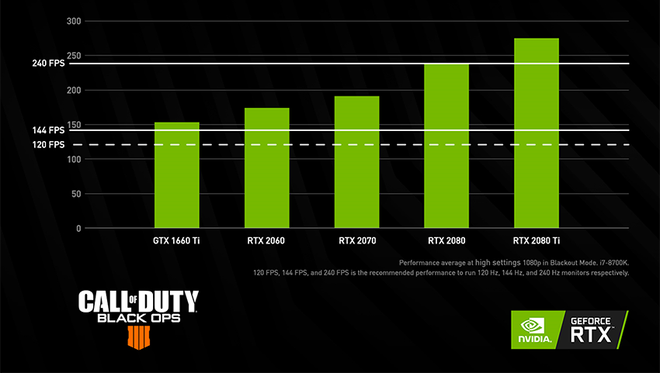 300
250
240 FPS
200
150
144 FPS
120 FPS
100
50
0
GTX 1660 Ti RTX 2060 RTX 2070 RTX 2080 RTX 2080 Ti
Performance average at high settings 1080p in Blackout Mode. i7-8700K.
120 FPS, 144 FPS, and 240 FPS is the recommended performance to run 120 Hz, 144 Hz, and 240 Hz monitors respectively.
CALL OF DUTY
BLACK OPS
IIII
NVIDIA. GEFORCE
RTX